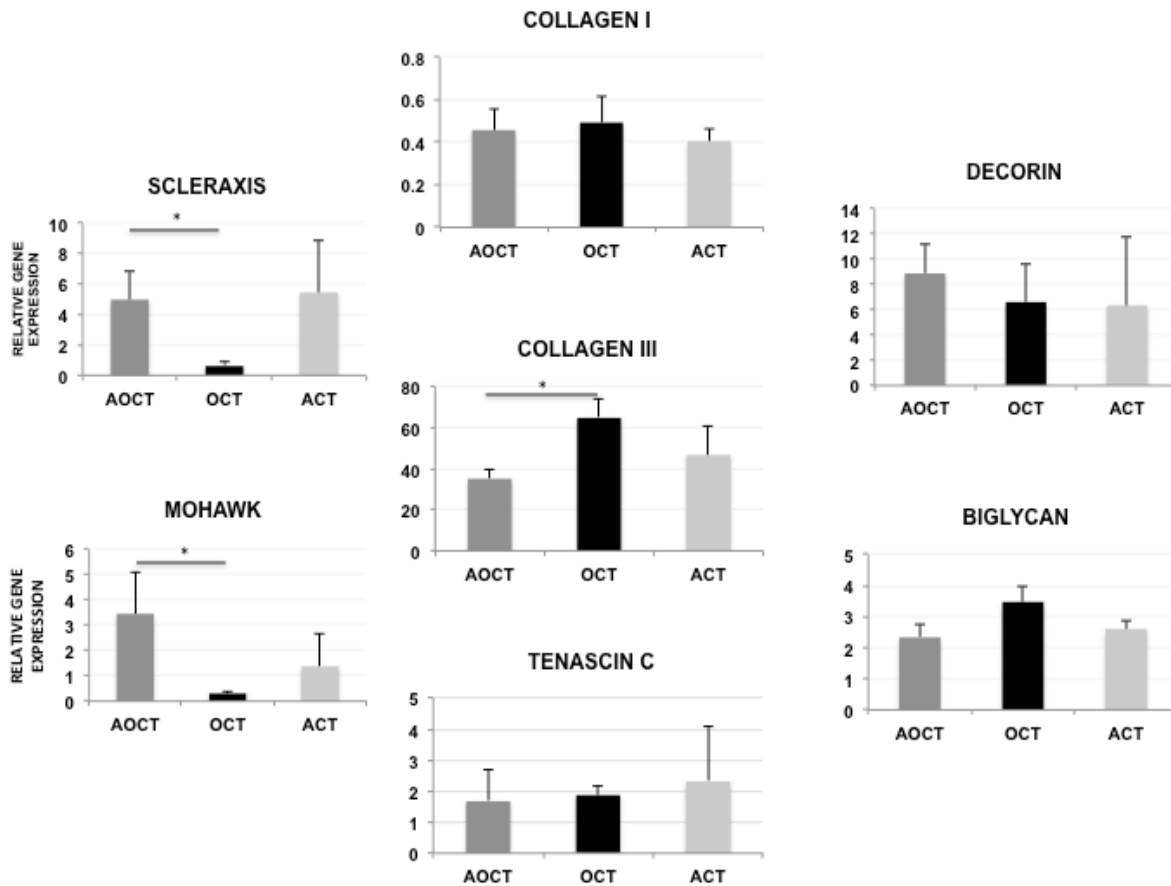 COLLAGEN I
0.8
0.6
0.4
0.2
0
AOCT OCT ACT
SCLERAXIS
*
RELATIVE GENE
EXPRESSION
10
8
6
4
2
0
AOCT OCT ACT
DECORIN
14
12
10
8
6
4
2
0
AOCT OCT ACT
COLLAGEN III
*
80
60
40
20
0
AOCT OCT ACT
MOHAWK
*
RELATIVE GENE
EXPRESSION
6
5
4
3
2
1
0
AOCT OCT ACT
BIGLYCAN
5
4
3
2
1
0
AOCT OCT ACT
TENASCIN C
5
4
3
2
1
0
AOCT OCT ACT